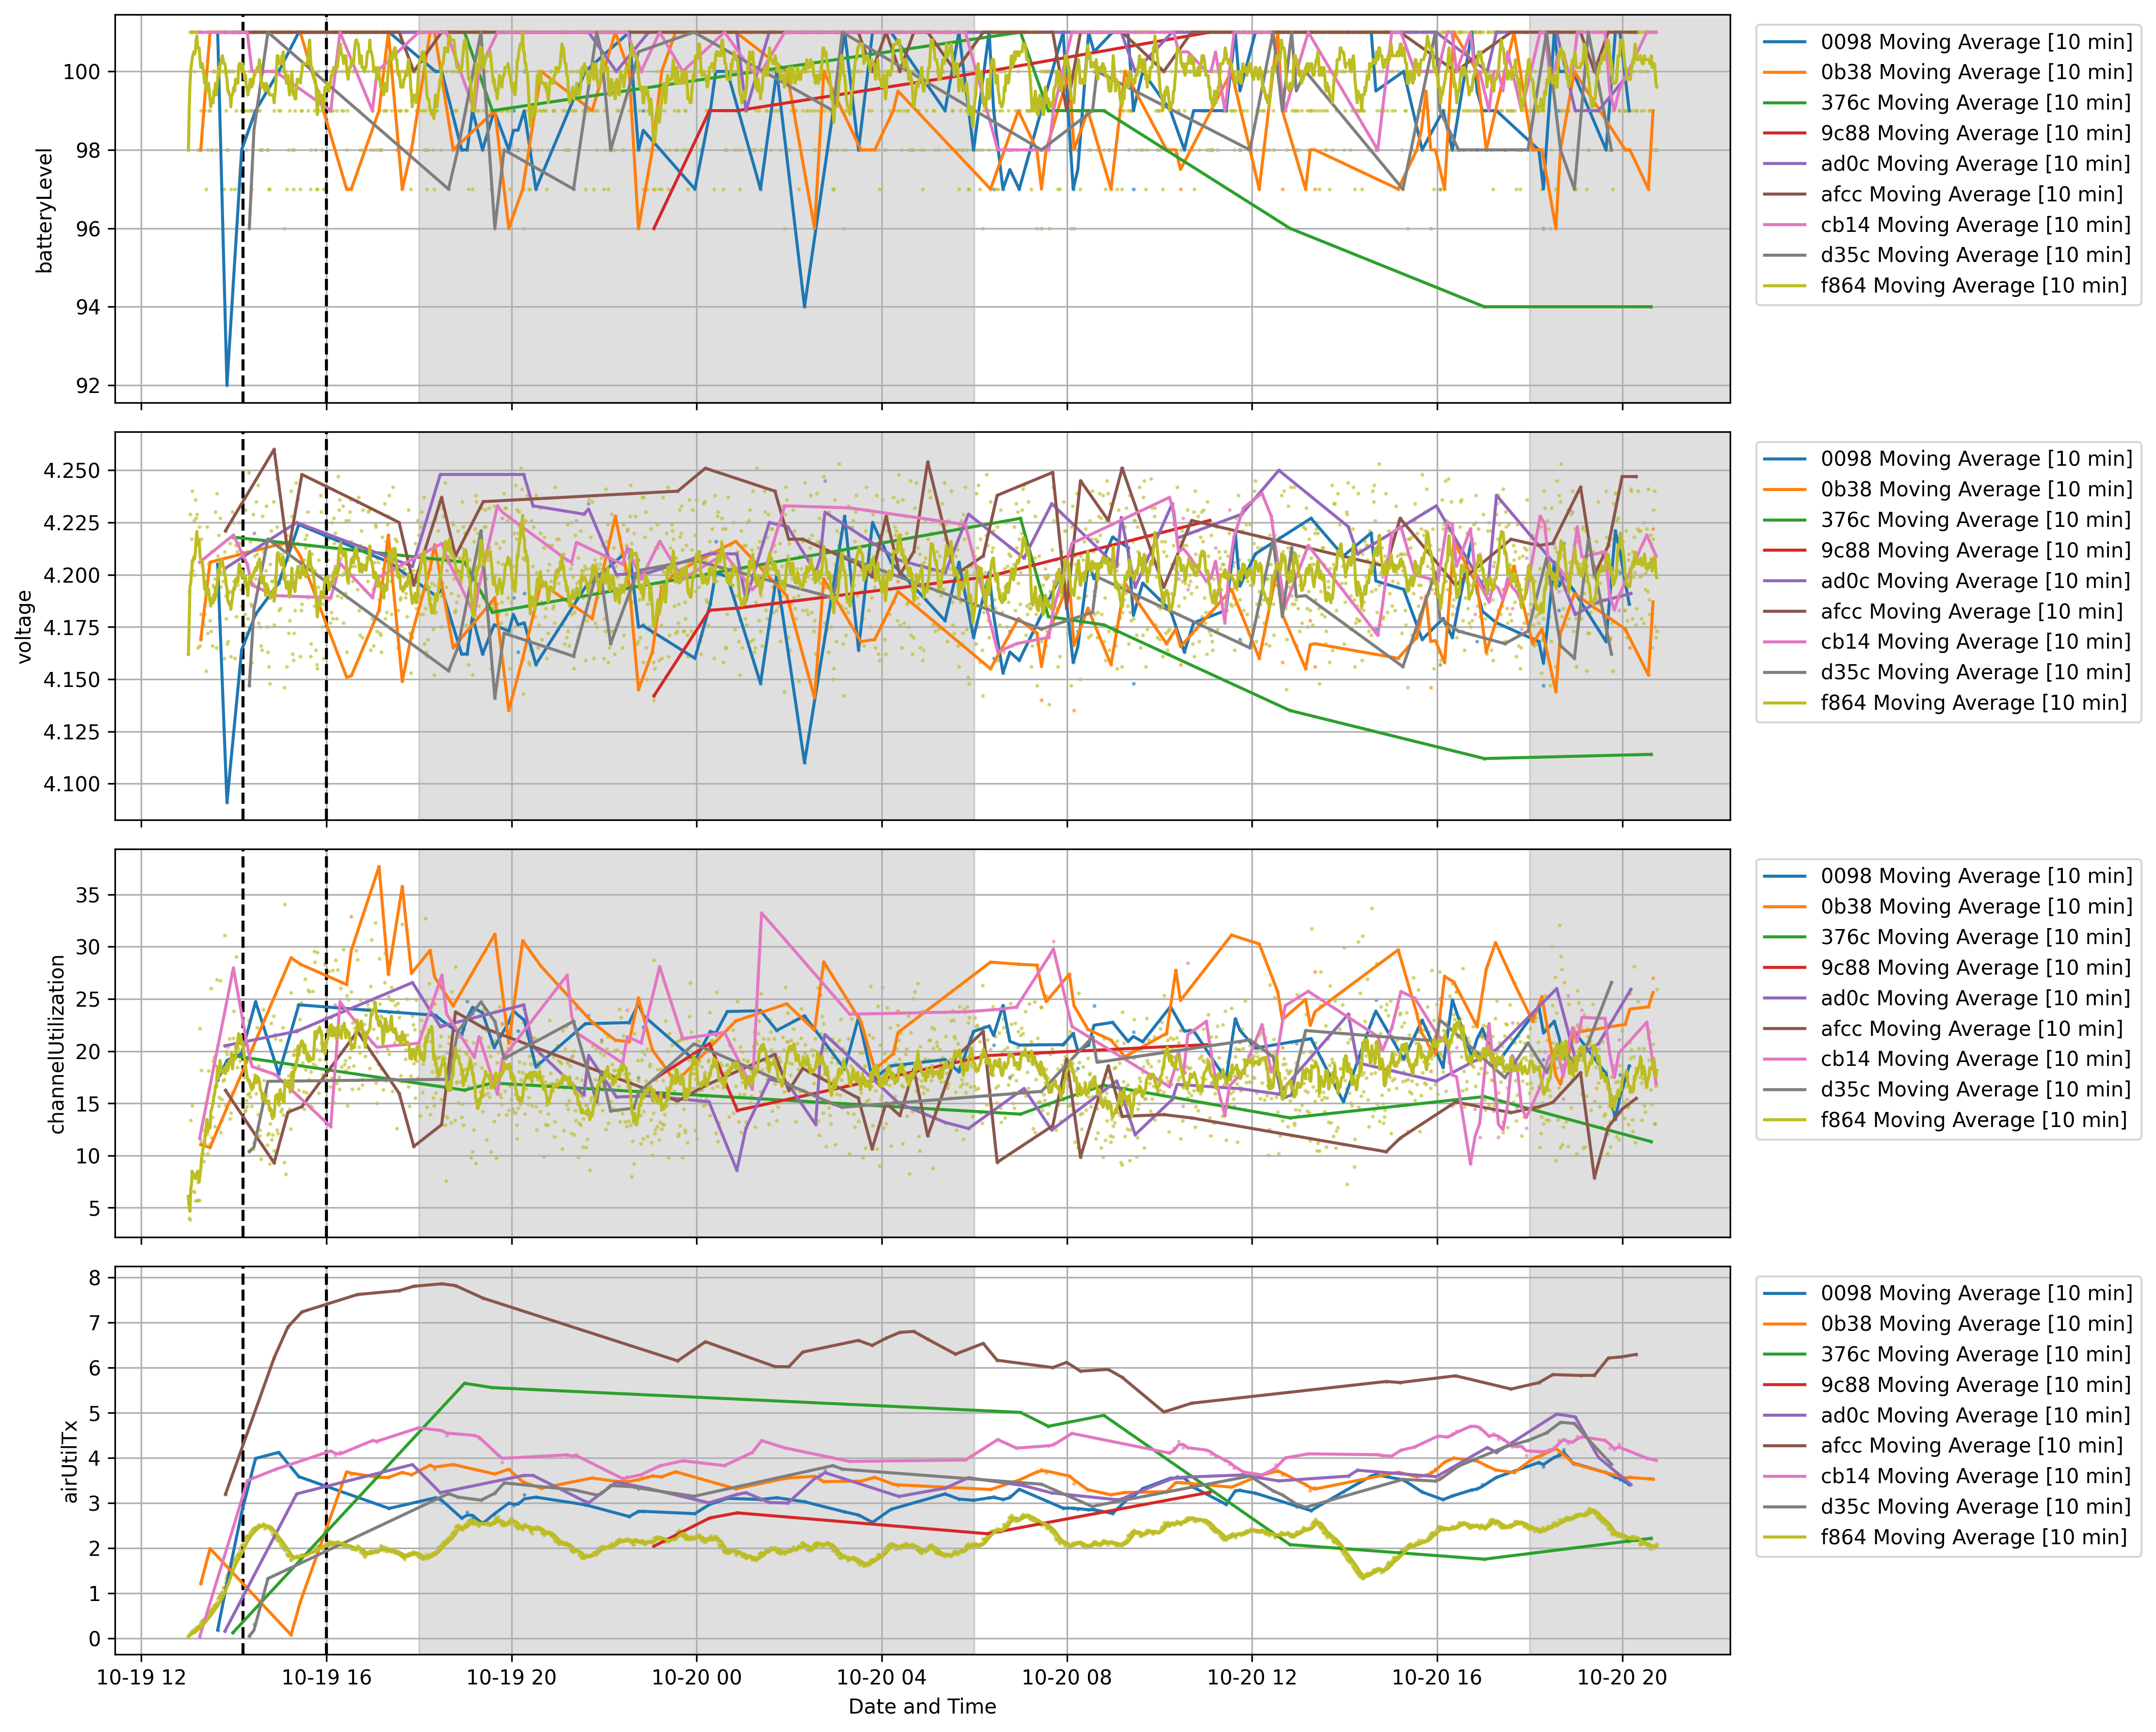 batteryLevel
100
98
96
94
92
0098 Moving Average [10 min]
0b38 Moving Average [10 min]
376c Moving Average [10 min]
9c88 Moving Average [10 min]
ad0c Moving Average [10 min]
afcc Moving Average [10 min]
cb14 Moving Average [10 min]
d35c Moving Average [10 min]
f864 Moving Average [10 min]
voltage
4.250
4.225
4.200
4.175
4.150
4.125
4.100
0098 Moving Average [10 min]
0b38 Moving Average [10 min]
376c Moving Average [10 min]
9c88 Moving Average [10 min]
ad0c Moving Average [10 min]
afcc Moving Average [10 min]
cb14 Moving Average [10 min]
d35c Moving Average [10 min]
f864 Moving Average [10 min]
channelUtilization
35
30
25
20
15
10
5
0098 Moving Average [10 min]
0b38 Moving Average [10 min]
376c Moving Average [10 min]
9c88 Moving Average [10 min]
ad0c Moving Average [10 min]
afcc Moving Average [10 min]
cb14 Moving Average [10 min]
d35c Moving Average [10 min]
f864 Moving Average [10 min]
airUtilTx
8
7
6
5
4
3
2
1
0
0098 Moving Average [10 min]
0b38 Moving Average [10 min]
376c Moving Average [10 min]
9c88 Moving Average [10 min]
ad0c Moving Average [10 min]
afcc Moving Average [10 min]
cb14 Moving Average [10 min]
d35c Moving Average [10 min]
f864 Moving Average [10 min]
10-19 12 10-19 16 10-19 20 10-20 00 10-20 04 10-20 08 10-20 12 10-20 16 10-20 20
Date and Time